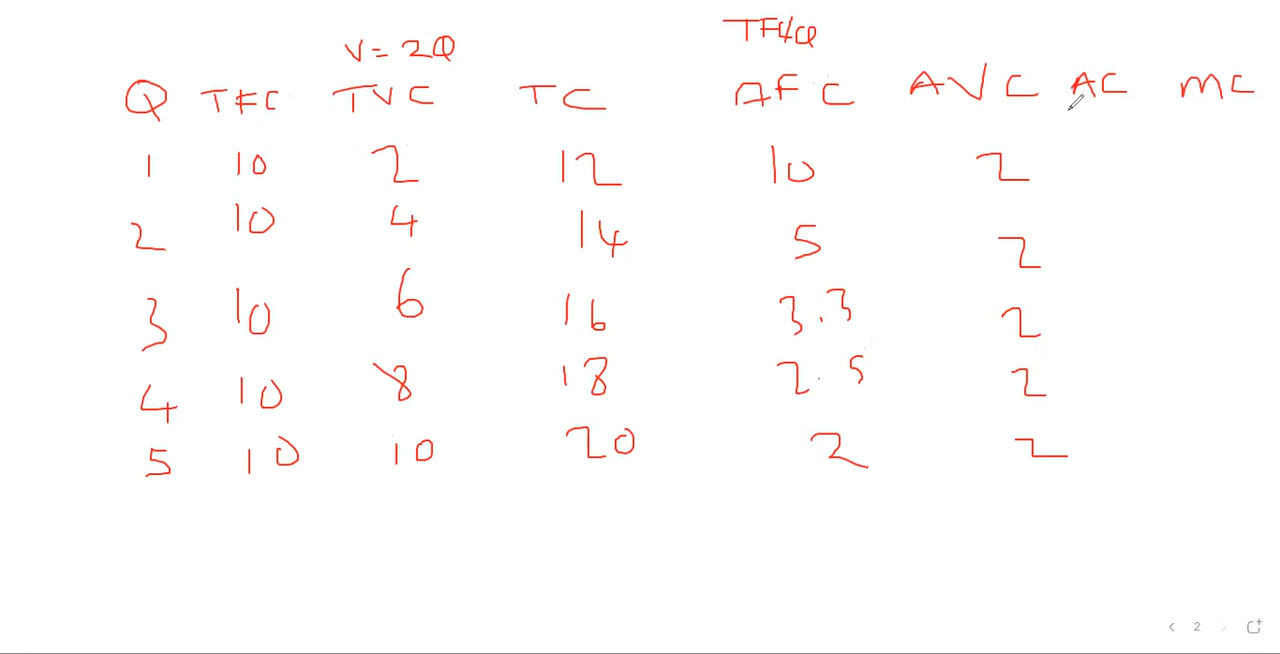 V = 2Q TFC/Q
Q TFC TVC TC AFC AVC AC MC
1 10 2 12 10 2
2 10 4 14 5 2
3 10 6 16 3.3 2
4 10 8 18 2.5 2
5 10 10 20 2 2
2